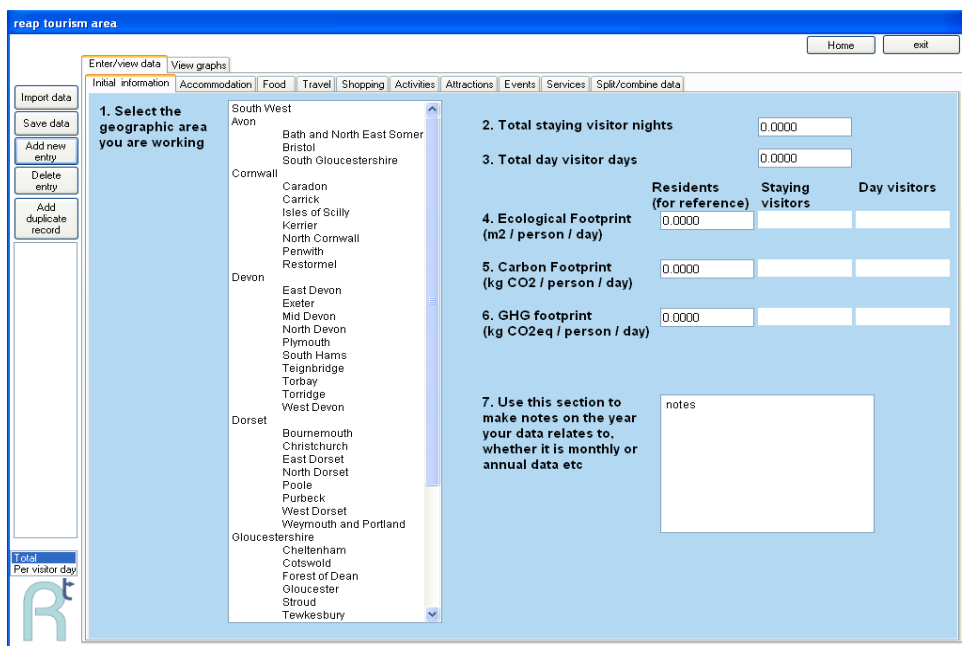 reap tourism area
Home
exit
Enter/view data
View graphs
Initial information
Accommodation
Food
Travel
Shopping
Activities
Attractions
Events
Services
Split/combine data
Import data
Save data
Add new
entry
Delete
entry
Add
duplicate
record
Total
Per visitor day
Rt
1. Select the
geographic area
you are working
South West
Avon
Bath and North East Somer
Bristol
South Gloucestershire
Cornwall
Caradon
Carrick
Isles of Scilly
Kerrier
North Cornwall
Penwith
Restormel
Devon
East Devon
Exeter
Mid Devon
North Devon
Plymouth
South Hams
Teignbridge
Torbay
Torridge
West Devon
Dorset
Bournemouth
Christchurch
East Dorset
North Dorset
Poole
Purbeck
West Dorset
Weymouth and Portland
Gloucestershire
Cheltenham
Cotswold
Forest of Dean
Gloucester
Stroud
Tewkesbury
2. Total staying visitor nights
0.0000
3. Total day visitor days
0.0000
Residents
(for reference)
Staying
visitors
Day visitors
4. Ecological Footprint
(m2 / person / day)
0.0000
5. Carbon Footprint
(kg CO2 / person / day)
0.0000
6. GHG footprint
(kg CO2eq / person / day)
0.0000
7. Use this section to
make notes on the year
your data relates to,
whether it is monthly or
annual data etc
notes